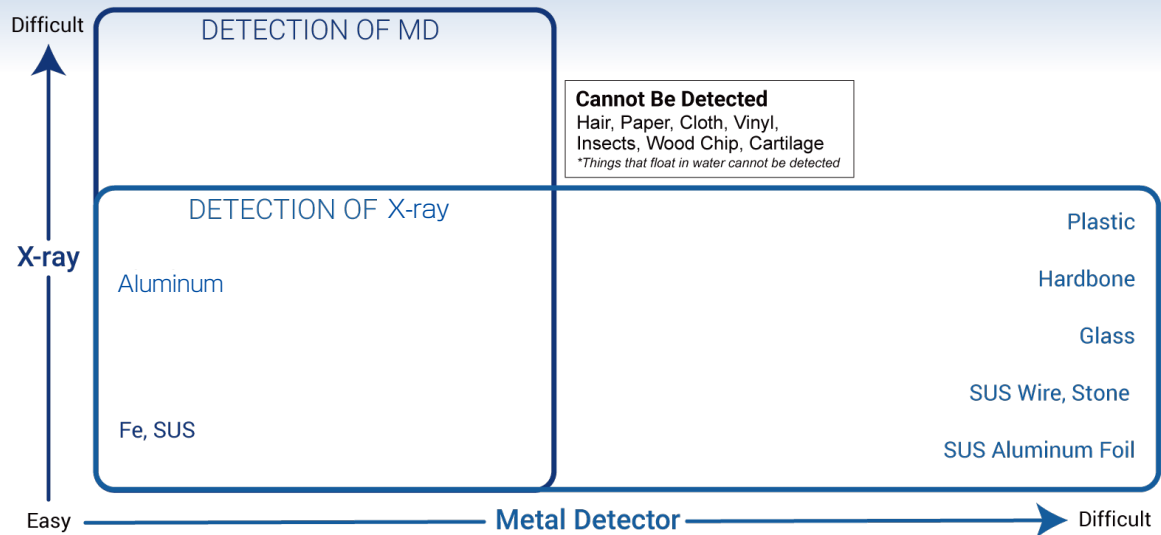 Difficult
DETECTION OF MD
Cannot Be Detected
Hair, Paper, Cloth, Vinyl,
Insects, Wood Chip, Cartilage
*Things that float in water cannot be detected
DETECTION OF X-ray
Plastic
X-ray
Aluminum
Hardbone
Glass
SUS Wire, Stone
Fe, SUS
SUS Aluminum Foil
Easy
Metal Detector
Difficult